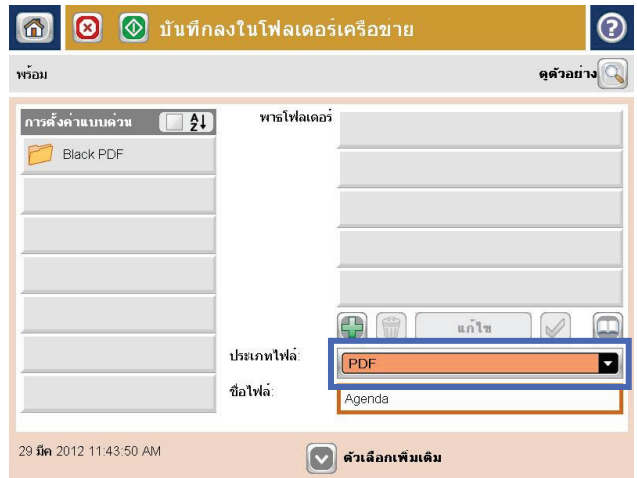 บันทึกลงในโฟลเดอร์เครือข่าย
?
พร้อม
ดูตัวอย่าง
การตั้งค่าแบบด่วน
A
Z
พาธโฟลเดอร์
Black PDF
แก้ไข
ประเภทไฟล์:
PDF
ชื่อไฟล์:
Agenda
29 มีค 2012 11:43:50 AM
ตัวเลือกเพิ่มเติม